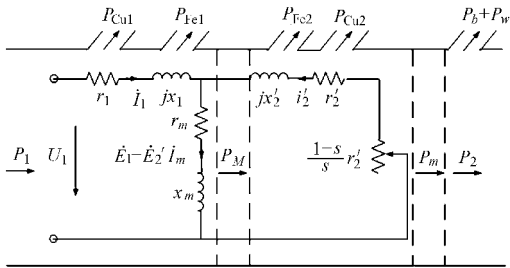 P_Cu1 P_Fe1 P_Fe2 P_Cu2 P_b+P_w
r_1 İ_1 jx_1 jx'_2 i'_2 r'_2
r_m
P_1 U_1 Ė_1–Ė_2' İ_m P_M (1–s)/s r'_2 P_m P_2
x_m